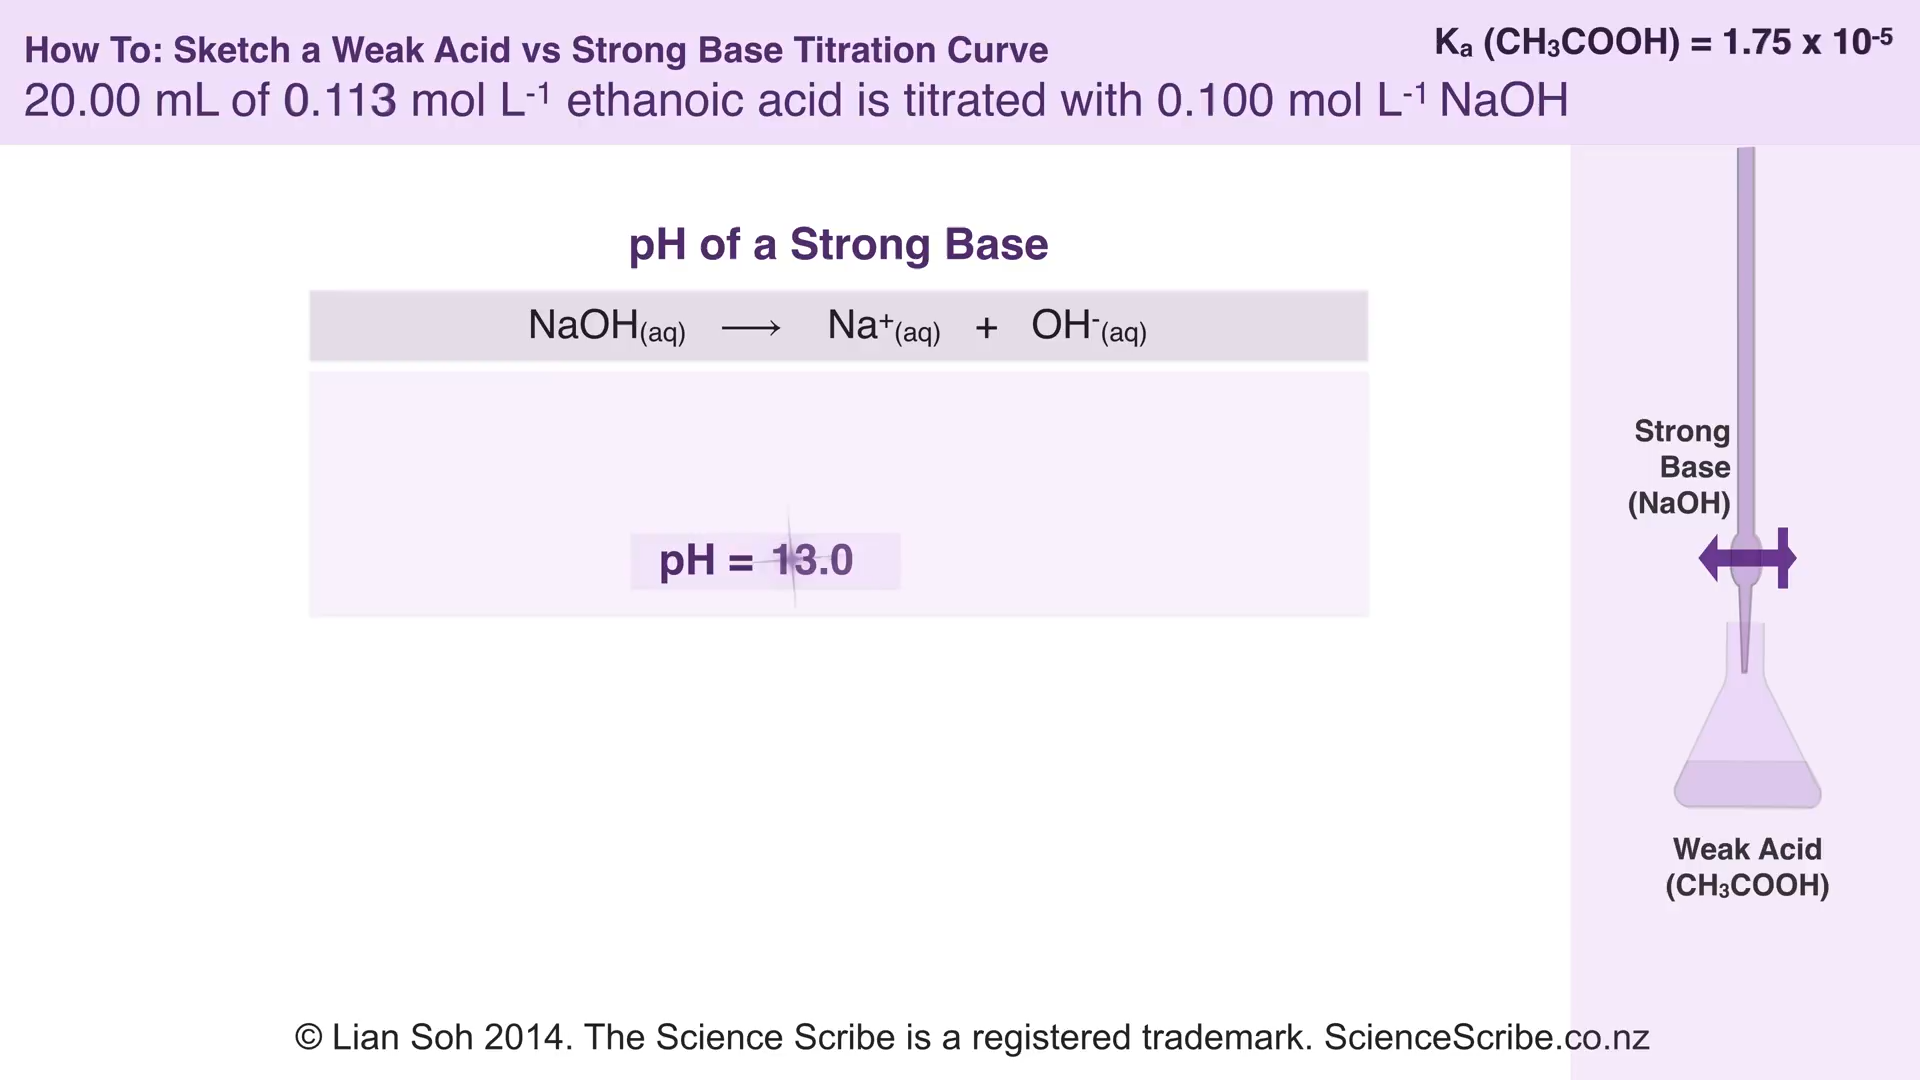 How To: Sketch a Weak Acid vs Strong Base Titration Curve
Kₐ (CH₃COOH) = 1.75 x 10⁻⁵
20.00 mL of 0.113 mol L⁻¹ ethanoic acid is titrated with 0.100 mol L⁻¹ NaOH
pH of a Strong Base
NaOH(aq) ⟶ Na⁺(aq) + OH⁻(aq)
pH = 13.0
Strong
Base
(NaOH)
Weak Acid
(CH₃COOH)
© Lian Soh 2014. The Science Scribe is a registered trademark. ScienceScribe.co.nz